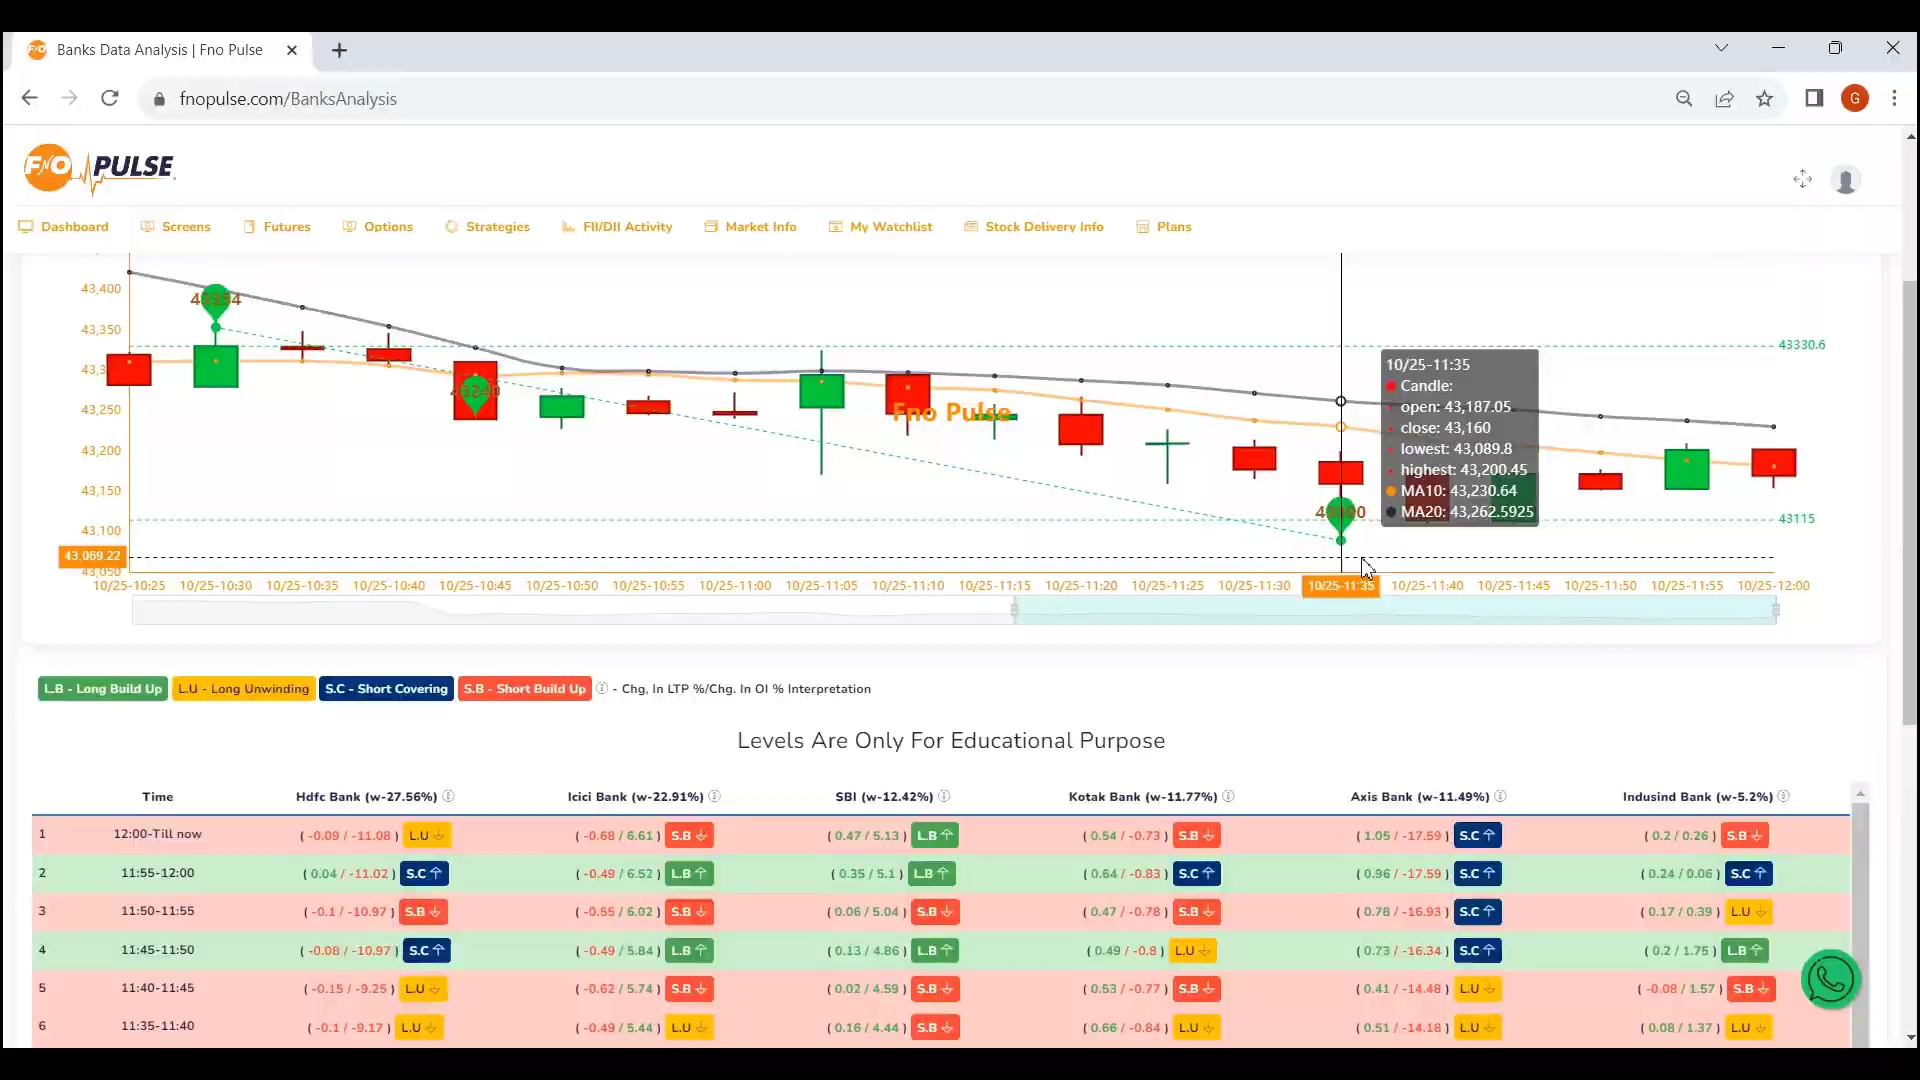 Banks Data Analysis | Fno Pulse
fnopulse.com/BanksAnalysis
G
FNO PULSE
Dashboard Screens Futures Options Strategies FII/DII Activity Market Info My Watchlist Stock Delivery Info Plans
43,400
43,350
43,250
43,200
43,150
43,100
43,069.22
43,050
43330.6
43115
Fno Pulse
10/25-11:35
Candle:
open: 43,187.05
close: 43,160
lowest: 43,089.8
highest: 43,200.45
MA10: 43,230.64
MA20: 43,262.5925
10/25-10:25 10/25-10:30 10/25-10:35 10/25-10:40 10/25-10:45 10/25-10:50 10/25-10:55 10/25-11:00 10/25-11:05 10/25-11:10 10/25-11:15 10/25-11:20 10/25-11:25 10/25-11:30 10/25-11:35 10/25-11:40 10/25-11:45 10/25-11:50 10/25-11:55 10/25-12:00
L.B - Long Build Up L.U - Long Unwinding S.C - Short Covering S.B - Short Build Up - Chg, In LTP %/Chg. In OI % Interpretation
Levels Are Only For Educational Purpose
Time Hdfc Bank (w-27.56%) Icici Bank (w-22.91%) SBI (w-12.42%) Kotak Bank (w-11.77%) Axis Bank (w-11.49%) Indusind Bank (w-5.2%)
1 12:00-Till now ( -0.09 / -11.08 ) L.U ( -0.68 / 6.61 ) S.B ( 0.47 / 5.13 ) L.B ( 0.54 / -0.73 ) S.B ( 1.05 / -17.59 ) S.C ( 0.2 / 0.26 ) S.B
2 11:55-12:00 ( 0.04 / -11.02 ) S.C ( -0.49 / 6.52 ) L.B ( 0.35 / 5.1 ) L.B ( 0.64 / -0.83 ) S.C ( 0.96 / -17.59 ) S.C ( 0.24 / 0.06 ) S.C
3 11:50-11:55 ( -0.1 / -10.97 ) S.B ( -0.55 / 6.02 ) S.B ( 0.06 / 5.04 ) S.B ( 0.47 / -0.78 ) S.B ( 0.78 / -16.93 ) S.C ( 0.17 / 0.39 ) L.U
4 11:45-11:50 ( -0.08 / -10.97 ) S.C ( -0.49 / 5.84 ) L.B ( 0.13 / 4.86 ) L.B ( 0.49 / -0.8 ) L.U ( 0.73 / -16.34 ) S.C ( 0.2 / 1.75 ) L.B
5 11:40-11:45 ( -0.15 / -9.25 ) L.U ( -0.62 / 5.74 ) S.B ( 0.02 / 4.59 ) S.B ( 0.53 / -0.77 ) S.B ( 0.41 / -14.48 ) L.U ( -0.08 / 1.57 ) S.B
6 11:35-11:40 ( -0.1 / -9.17 ) L.U ( -0.49 / 5.44 ) L.U ( 0.16 / 4.44 ) S.B ( 0.66 / -0.84 ) L.U ( 0.51 / -14.18 ) L.U ( 0.08 / 1.37 ) L.U